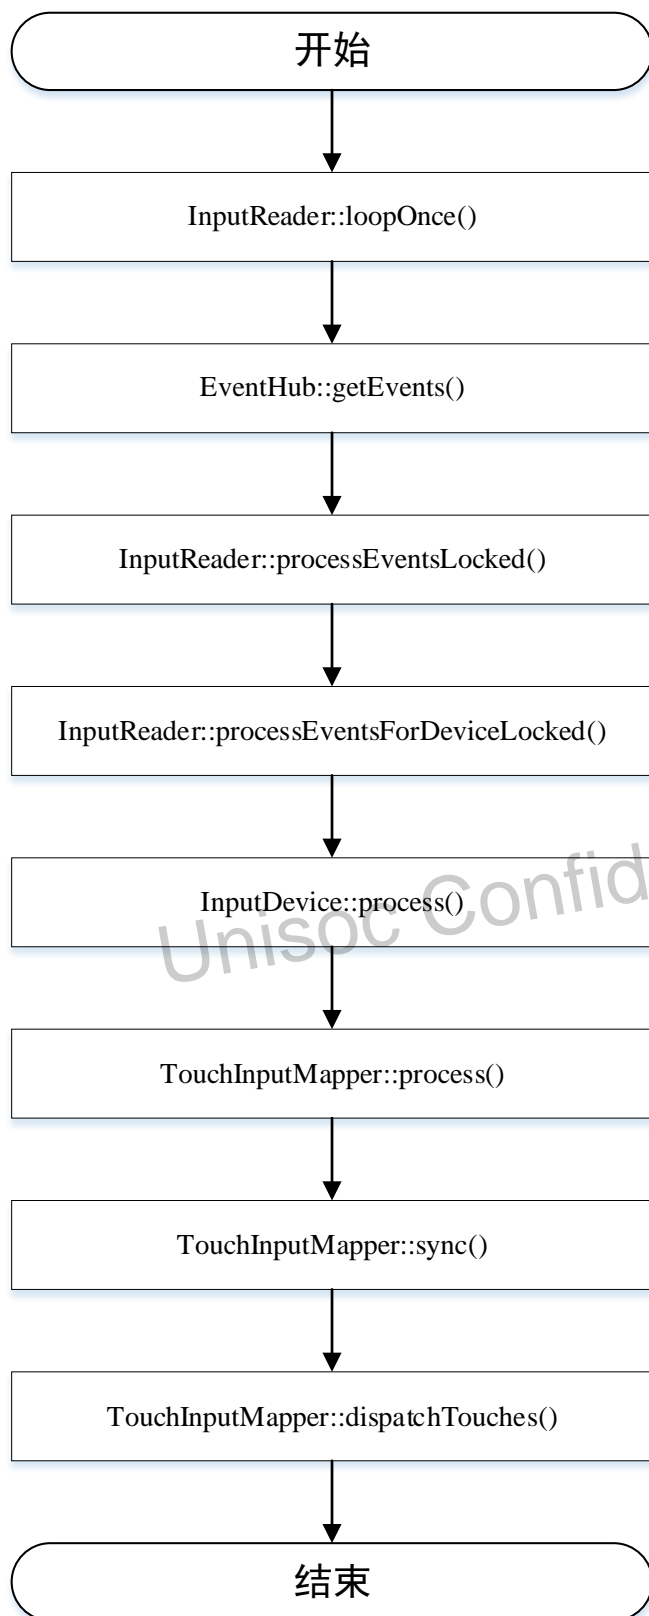 开始
InputReader::loopOnce()
EventHub::getEvents()
InputReader::processEventsLocked()
InputReader::processEventsForDeviceLocked()
InputDevice::process()
Unisoc Confid
TouchInputMapper::process()
TouchInputMapper::sync()
TouchInputMapper::dispatchTouches()
结束